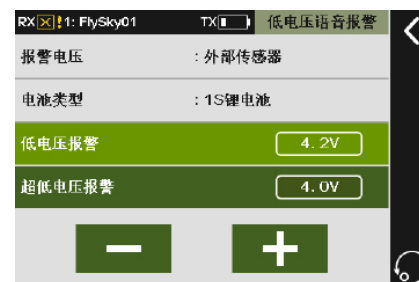 RX !1: FlySky01 TX 低电压语音报警
报警电压 : 外部传感器
电池类型 : 1S锂电池
低电压报警 4.2V
超低电压报警 4.0V